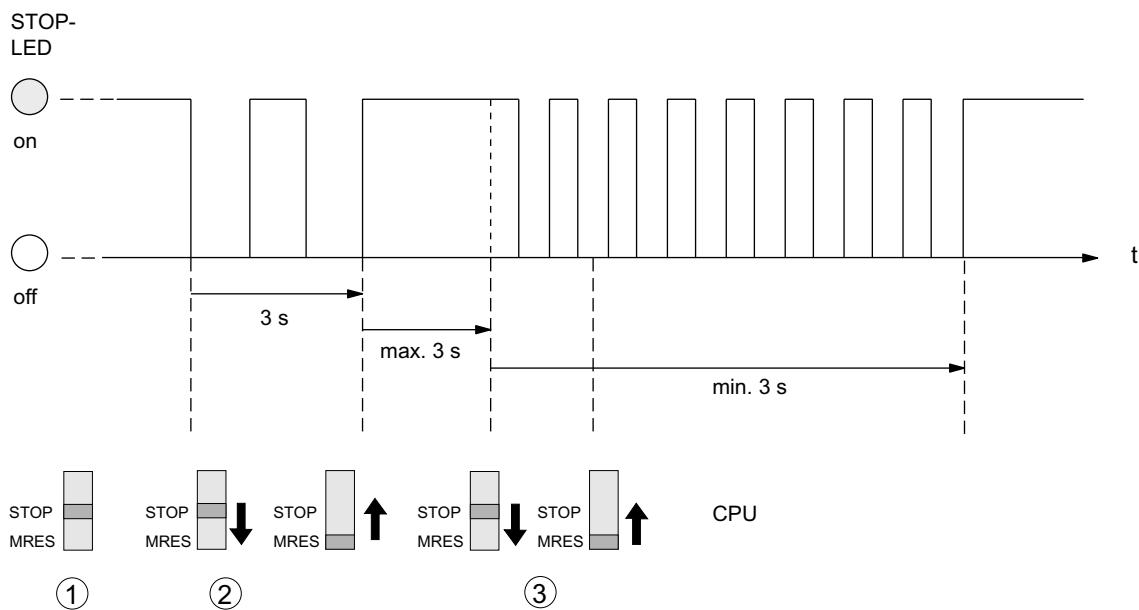 STOP-
LED
on
off
t
3 s
max. 3 s
min. 3 s
STOP
MRES
STOP
MRES
STOP
MRES
STOP
MRES
STOP
MRES
CPU
1
2
3